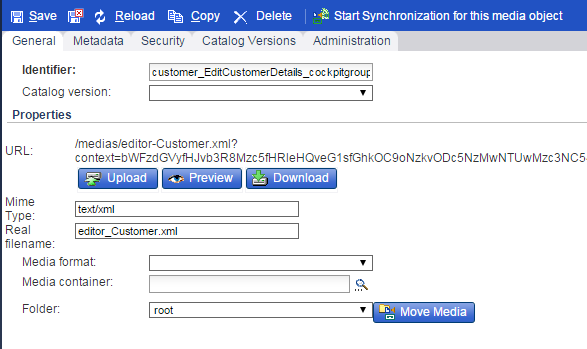 Save Reload Copy Delete Start Synchronization for this media object
General Metadata Security Catalog Versions Administration
Identifier: customer_EditCustomerDetails_cockpitgroup
Catalog version:
Properties
/medias/editor-Customer.xml?
URL:
Upload Preview Download
Mime
Type: text/xml
Real
filename: editor_Customer.xml
Media format:
Media container:
Folder: root Move Media